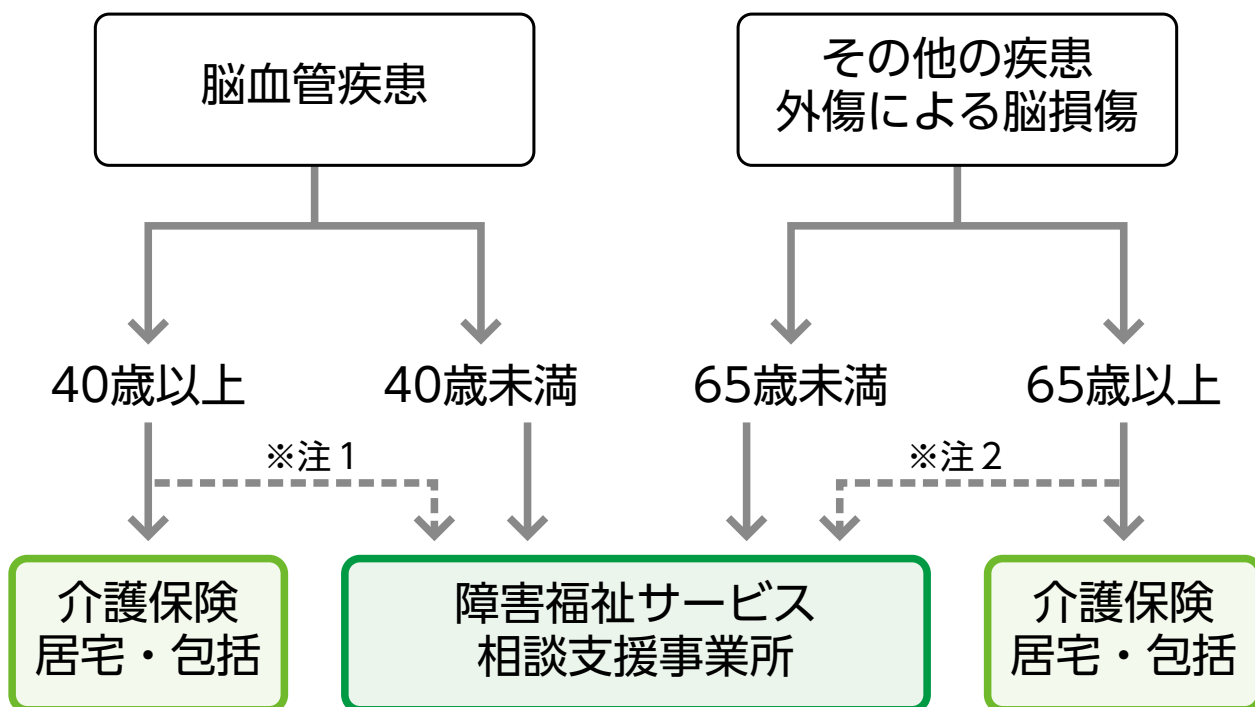 脳血管疾患
その他の疾患
外傷による脳損傷
40歳以上
40歳未満
65歳未満
65歳以上
※注１
※注２
介護保険
居宅・包括
障害福祉サービス
相談支援事業所
介護保険
居宅・包括